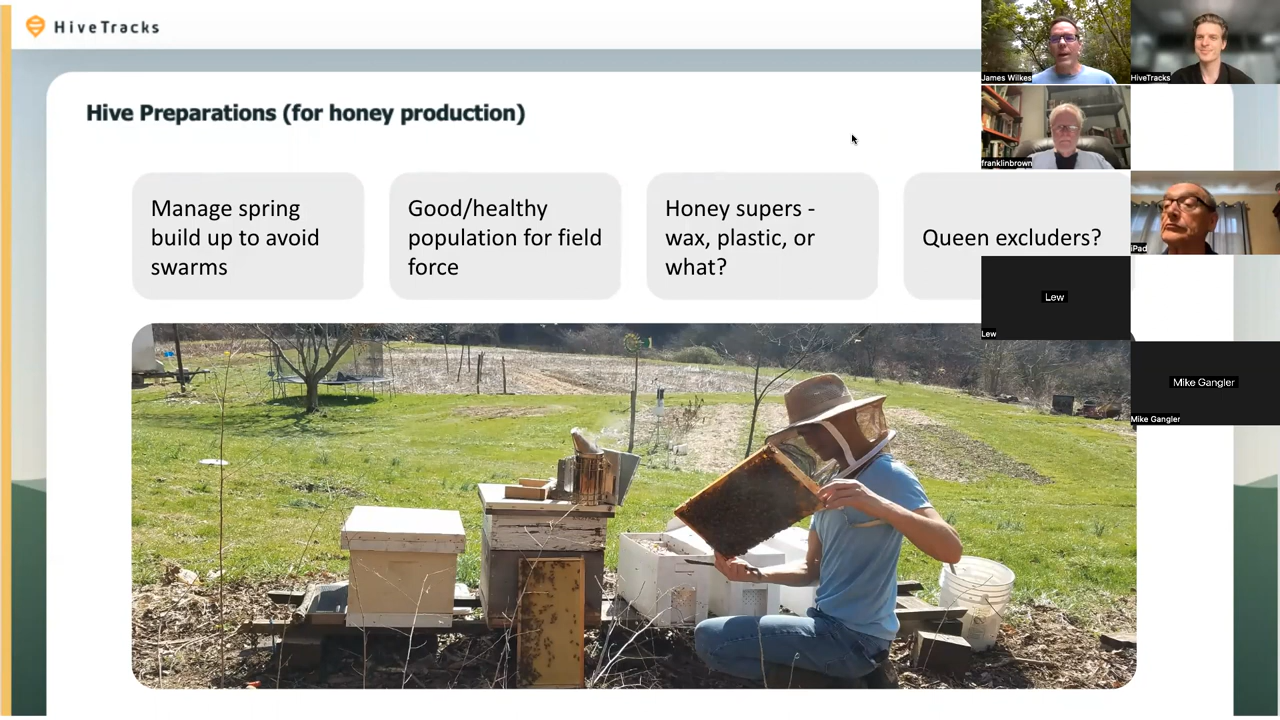 HiveTracks
Hive Preparations (for honey production)
Manage spring
build up to avoid
swarms
Good/healthy
population for field
force
Honey supers -
wax, plastic, or
what?
Queen excluders?
James Wilkes
HiveTracks
franklinbrown
iPad
Lew
Lew
Mike Gangler
Mike Gangler